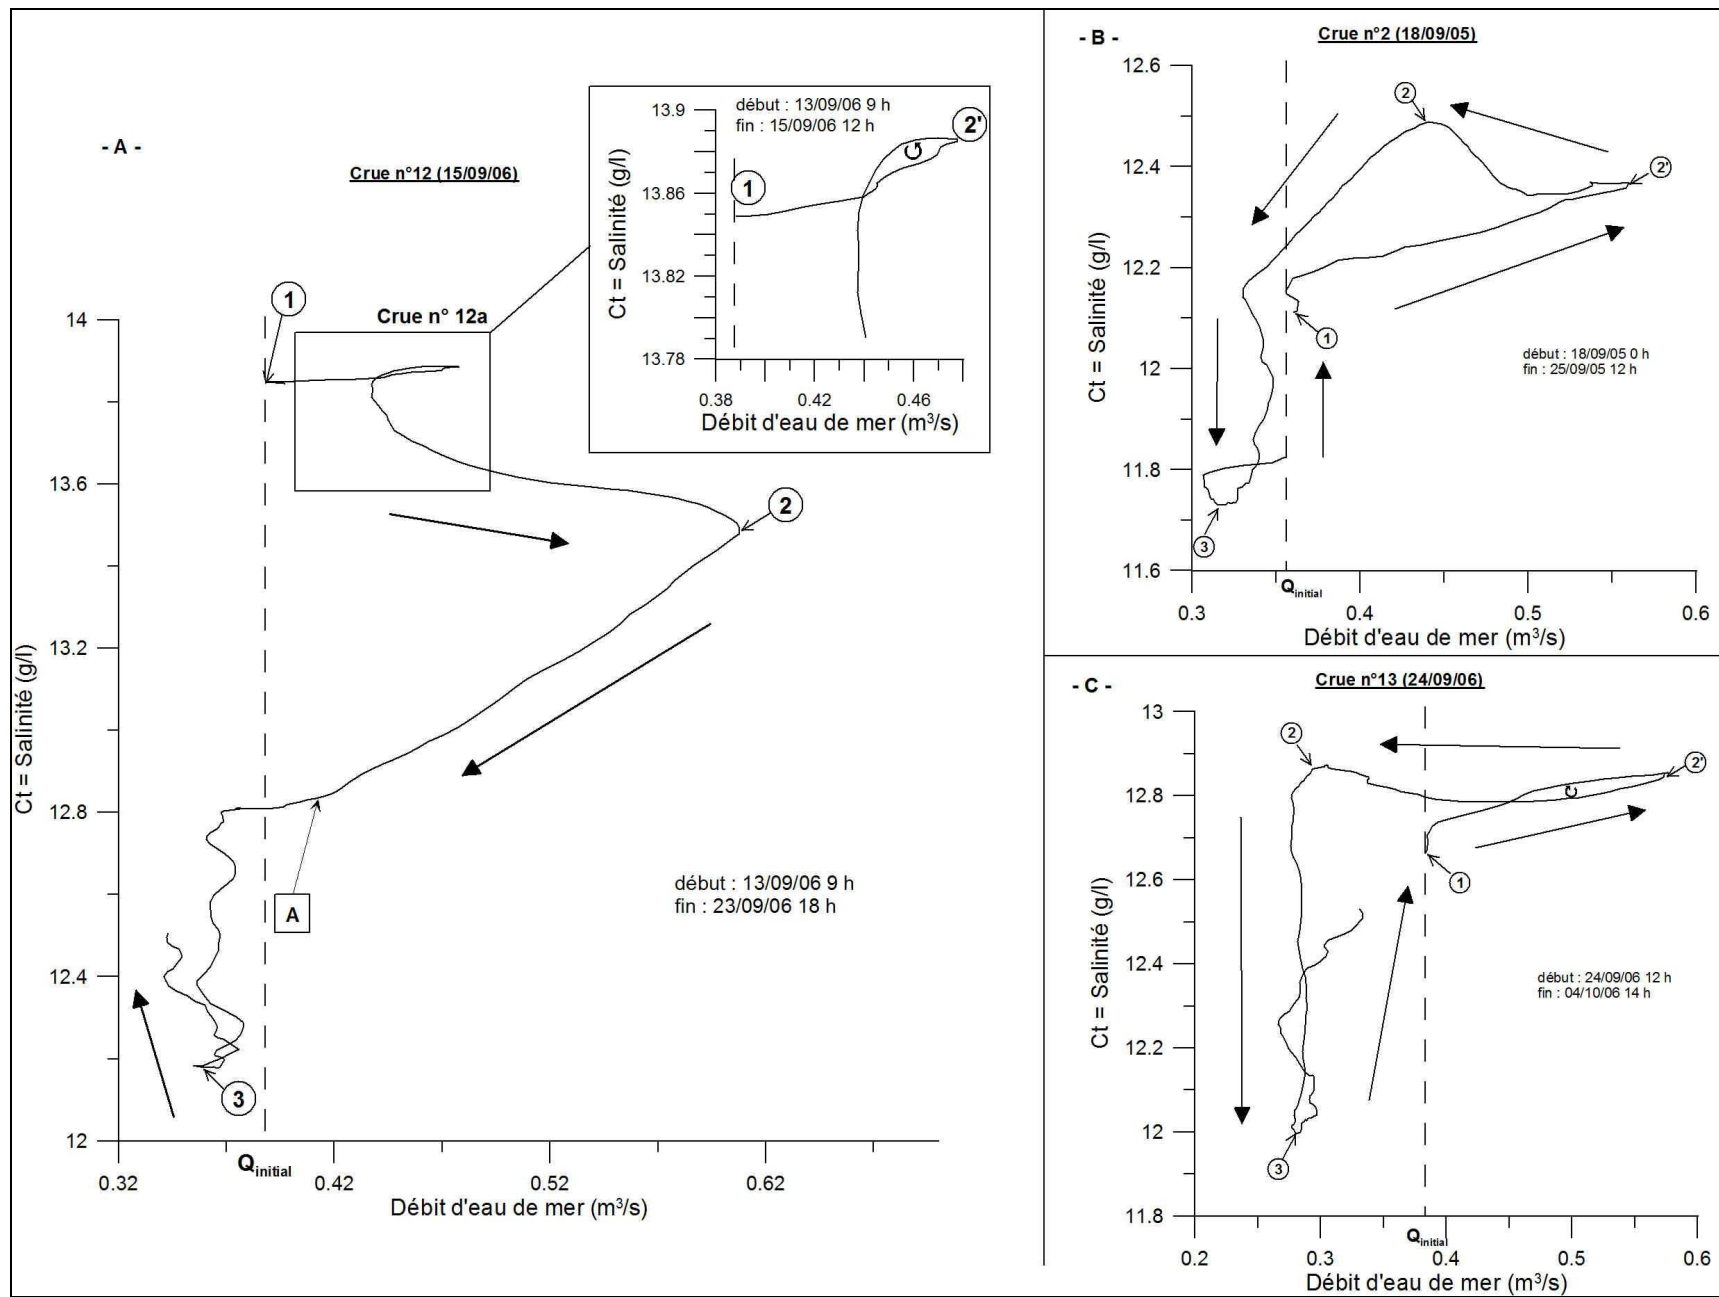 - A -
Crue n°12 (15/09/06)
début : 13/09/06 9 h
fin : 15/09/06 12 h
13.9
13.86
13.82
13.78
Ct = Salinité (g/l)
1
2'
0.38
0.42
0.46
Débit d'eau de mer (m³/s)
1
Crue n° 12a
14
13.6
13.2
12.8
12.4
12
Ct = Salinité (g/l)
2
A
3
début : 13/09/06 9 h
fin : 23/09/06 18 h
Qinitial
0.32
0.42
0.52
0.62
Débit d'eau de mer (m³/s)
- B -
Crue n°2 (18/09/05)
12.6
12.4
12.2
12
11.8
11.6
Ct = Salinité (g/l)
2
2'
1
3
début : 18/09/05 0 h
fin : 25/09/05 12 h
Qinitial
0.3
0.4
0.5
0.6
Débit d'eau de mer (m³/s)
- C -
Crue n°13 (24/09/06)
13
12.8
12.6
12.4
12.2
12
11.8
Ct = Salinité (g/l)
2
2'
1
3
début : 24/09/06 12 h
fin : 04/10/06 14 h
Qinitial
0.2
0.3
0.4
0.5
0.6
Débit d'eau de mer (m³/s)